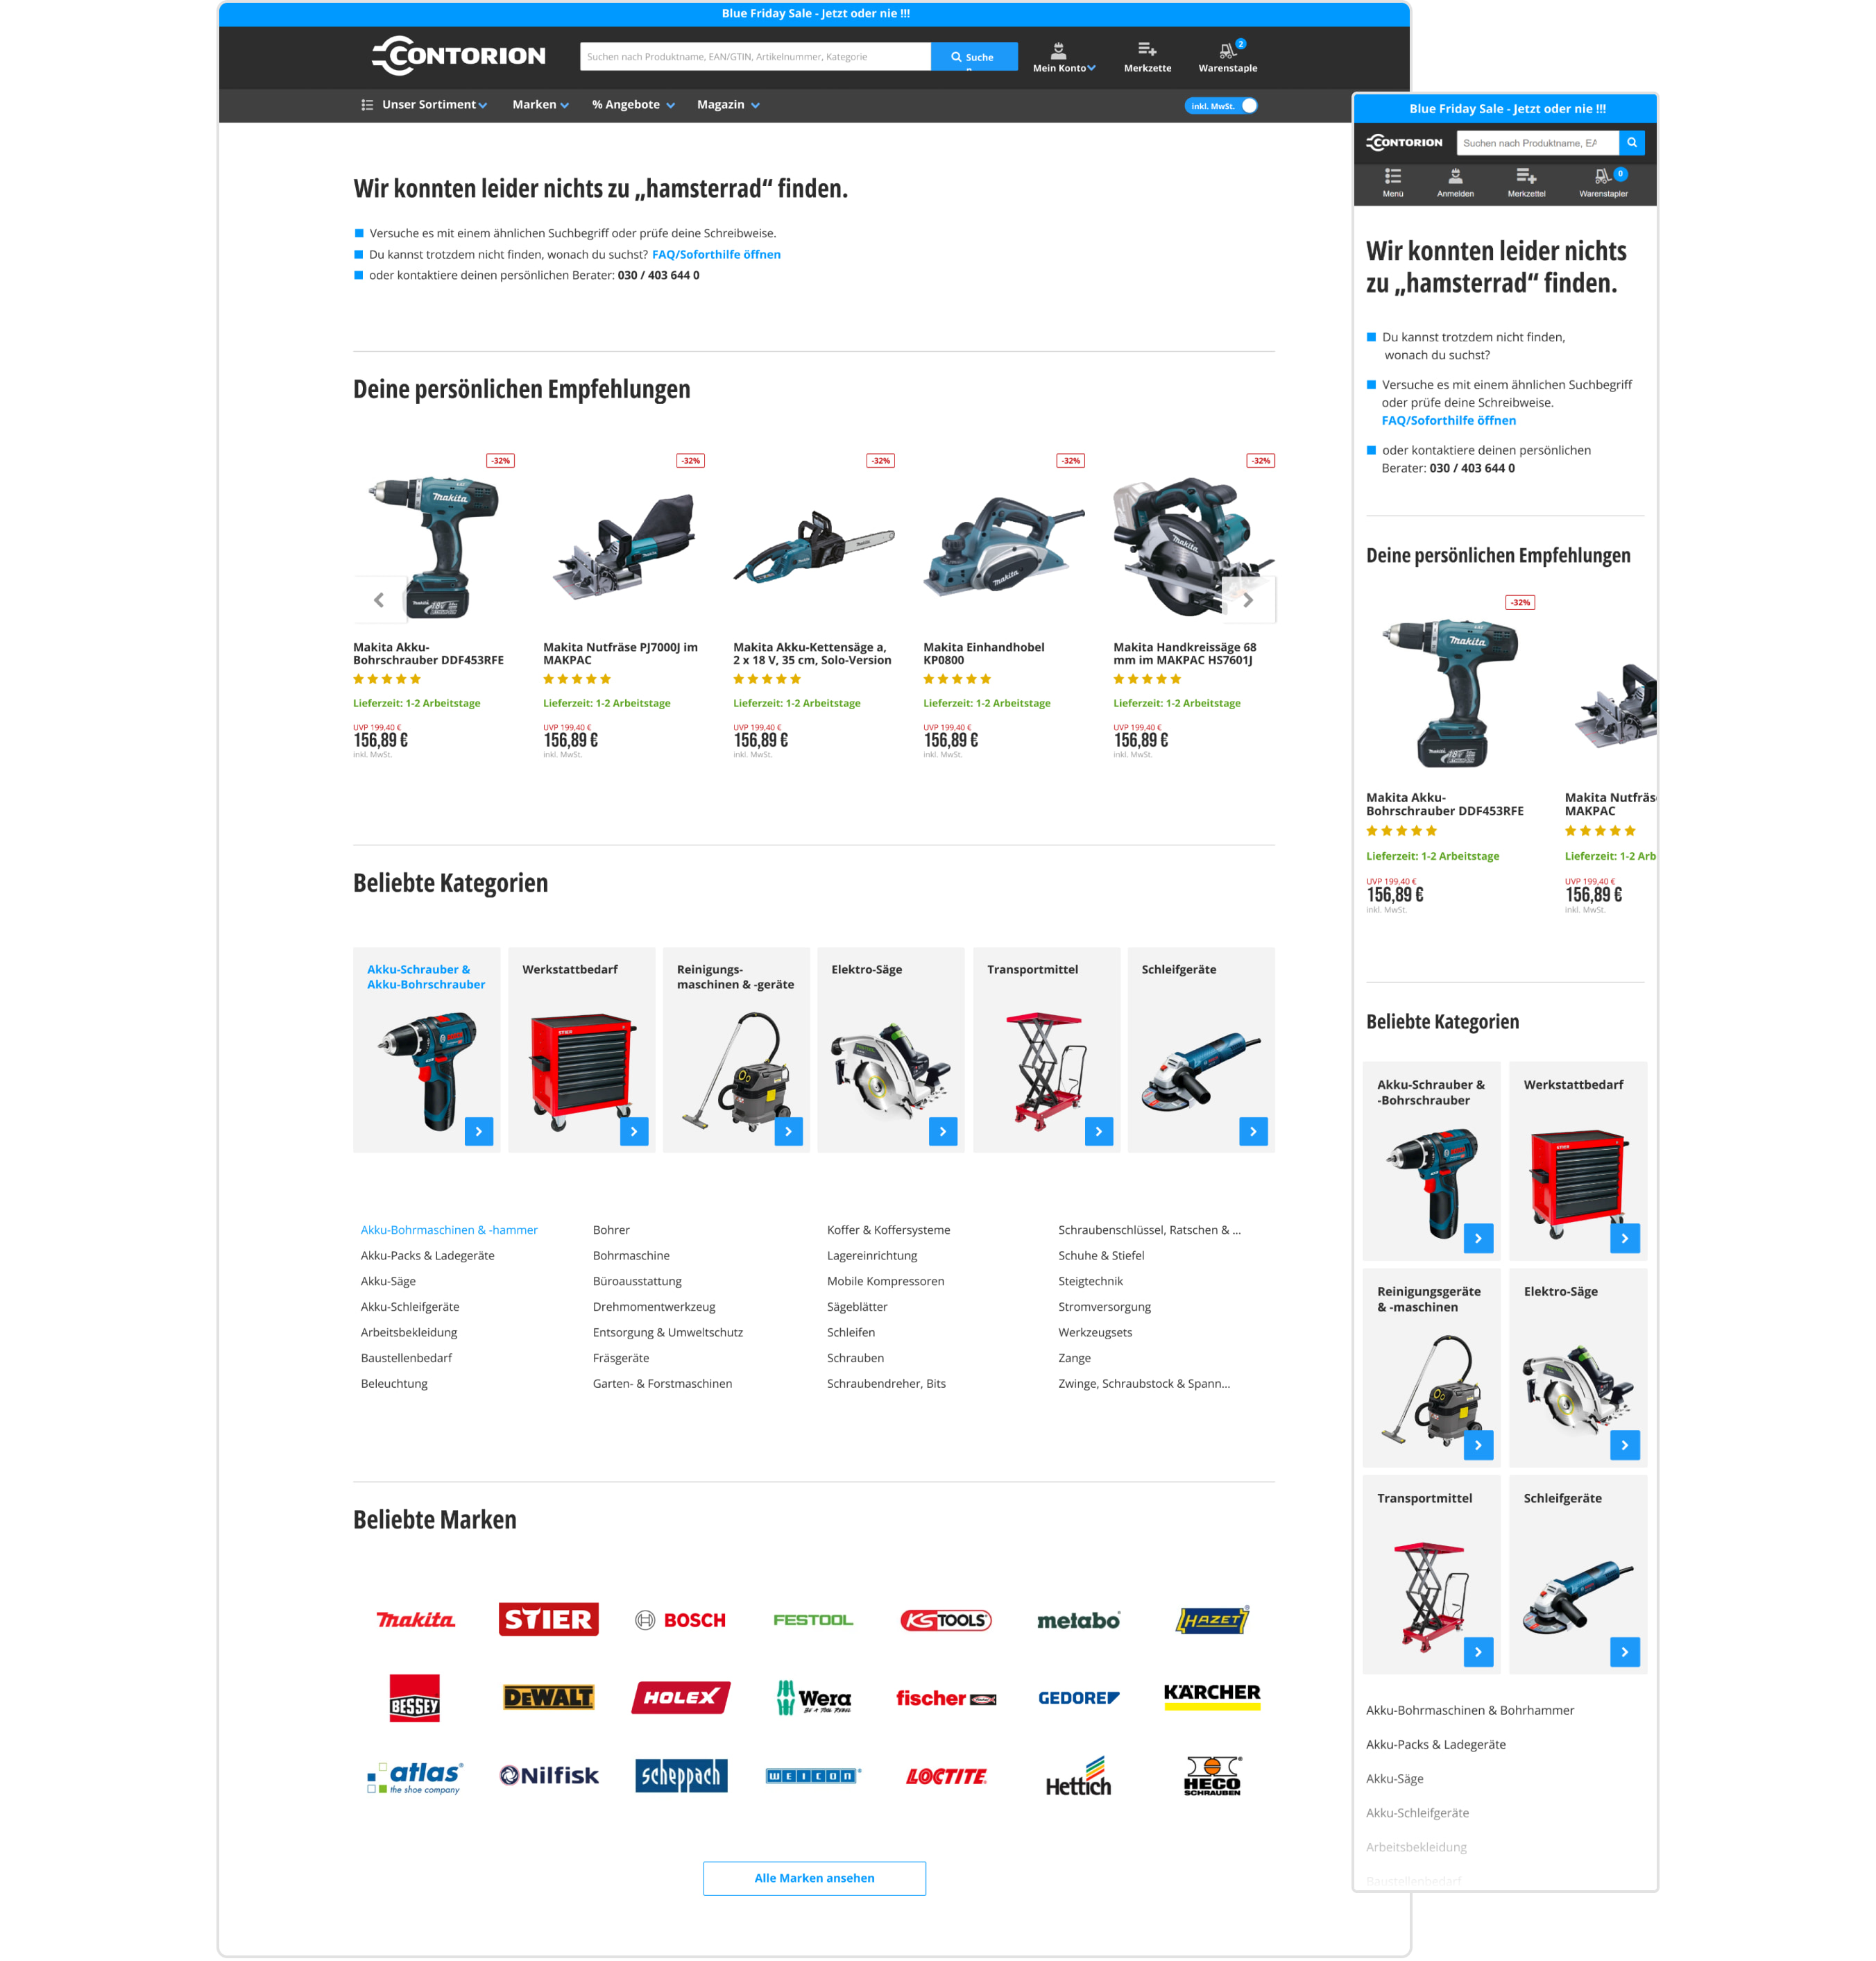 Blue Friday Sale - Jetzt oder nie !!!
CONTORION
Suchen nach Produktname, EAN/GTIN, Artikelnummer, Kategorie
Suche
2
Mein Konto
Merkzette
Warenstaple
Unser Sortiment
Marken
% Angebote
Magazin
inkl. MwSt.
Wir konnten leider nichts zu „hamsterrad“ finden.
Versuche es mit einem ähnlichen Suchbegriff oder prüfe deine Schreibweise.
Du kannst trotzdem nicht finden, wonach du suchst? FAQ/Soforthilfe öffnen
oder kontaktiere deinen persönlichen Berater: 030 / 403 644 0
Deine persönlichen Empfehlungen
-32%
-32%
-32%
-32%
-32%
Makita Akku-
Bohrschrauber DDF453RFE
Lieferzeit: 1-2 Arbeitstage
UVP 199,40 €
156,89 €
inkl. MwSt.
Makita Nutfräse PJ7000J im
MAKPAC
Lieferzeit: 1-2 Arbeitstage
UVP 199,40 €
156,89 €
inkl. MwSt.
Makita Akku-Kettensäge a,
2 x 18 V, 35 cm, Solo-Version
Lieferzeit: 1-2 Arbeitstage
UVP 199,40 €
156,89 €
inkl. MwSt.
Makita Einhandhobel
KP0800
Lieferzeit: 1-2 Arbeitstage
UVP 199,40 €
156,89 €
inkl. MwSt.
Makita Handkreissäge 68
mm im MAKPAC HS7601J
Lieferzeit: 1-2 Arbeitstage
UVP 199,40 €
156,89 €
inkl. MwSt.
Beliebte Kategorien
Akku-Schrauber &
Akku-Bohrschrauber
Werkstattbedarf
Reinigungs-
maschinen & -geräte
Elektro-Säge
Transportmittel
Schleifgeräte
Akku-Bohrmaschinen & -hammer
Akku-Packs & Ladegeräte
Akku-Säge
Akku-Schleifgeräte
Arbeitsbekleidung
Baustellenbedarf
Beleuchtung
Bohrer
Bohrmaschine
Büroausstattung
Drehmomentwerkzeug
Entsorgung & Umweltschutz
Fräsgeräte
Garten- & Forstmaschinen
Koffer & Koffersysteme
Lagereinrichtung
Mobile Kompressoren
Sägeblätter
Schleifen
Schrauben
Schraubendreher, Bits
Schraubenschlüssel, Ratschen & ...
Schuhe & Stiefel
Steigtechnik
Stromversorgung
Werkzeugsets
Zange
Zwinge, Schraubstock & Spann...
Beliebte Marken
makita
STIER
BOSCH
FESTOOL
KS TOOLS
metabo
HAZET
BESSEY
DEWALT
HOLEX
Wera
BE A TOOL REBEL
fischer
GEDORE
KÄRCHER
atlas
the shoe company
Nilfisk
scheppach
WEICON
LOCTITE
Hettich
HECO
SCHRAUBEN
Alle Marken ansehen
Blue Friday Sale - Jetzt oder nie !!!
CONTORION
Suchen nach Produktname, EA
Menü
Anmelden
Merkzettel
0
Warenstapler
Wir konnten leider nichts
zu „hamsterrad“ finden.
Du kannst trotzdem nicht finden,
wonach du suchst?
Versuche es mit einem ähnlichen Suchbegriff
oder prüfe deine Schreibweise.
FAQ/Soforthilfe öffnen
oder kontaktiere deinen persönlichen
Berater: 030 / 403 644 0
Deine persönlichen Empfehlungen
-32%
Makita Akku-
Bohrschrauber DDF453RFE
Lieferzeit: 1-2 Arbeitstage
UVP 199,40 €
156,89 €
inkl. MwSt.
Makita Nutfräs
MAKPAC
Lieferzeit: 1-2 Arb
UVP 199,40 €
156,89 €
inkl. MwSt.
Beliebte Kategorien
Akku-Schrauber &
-Bohrschrauber
Werkstattbedarf
Reinigungsgeräte
& -maschinen
Elektro-Säge
Transportmittel
Schleifgeräte
Akku-Bohrmaschinen & Bohrhammer
Akku-Packs & Ladegeräte
Akku-Säge
Akku-Schleifgeräte
Arbeitsbekleidung
Baustellenbedarf